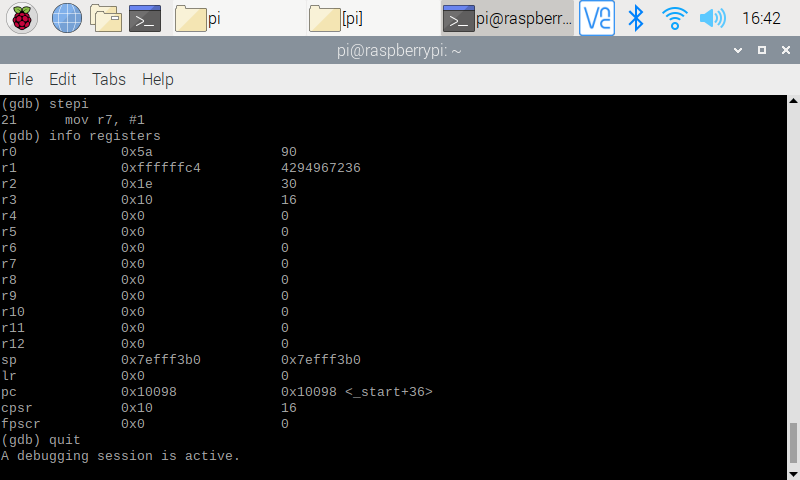 pi
[pi]
pi@raspberr...
16:42
pi@raspberrypi: ~
File Edit Tabs Help
(gdb) stepi
21      mov r7, #1
(gdb) info registers
r0             0x5a                90
r1             0xffffffc4          4294967236
r2             0x1e                30
r3             0x10                16
r4             0x0                 0
r5             0x0                 0
r6             0x0                 0
r7             0x0                 0
r8             0x0                 0
r9             0x0                 0
r10            0x0                 0
r11            0x0                 0
r12            0x0                 0
sp             0x7efff3b0          0x7efff3b0
lr             0x0                 0
pc             0x10098             0x10098 <_start+36>
cpsr           0x10                16
fpscr          0x0                 0
(gdb) quit
A debugging session is active.